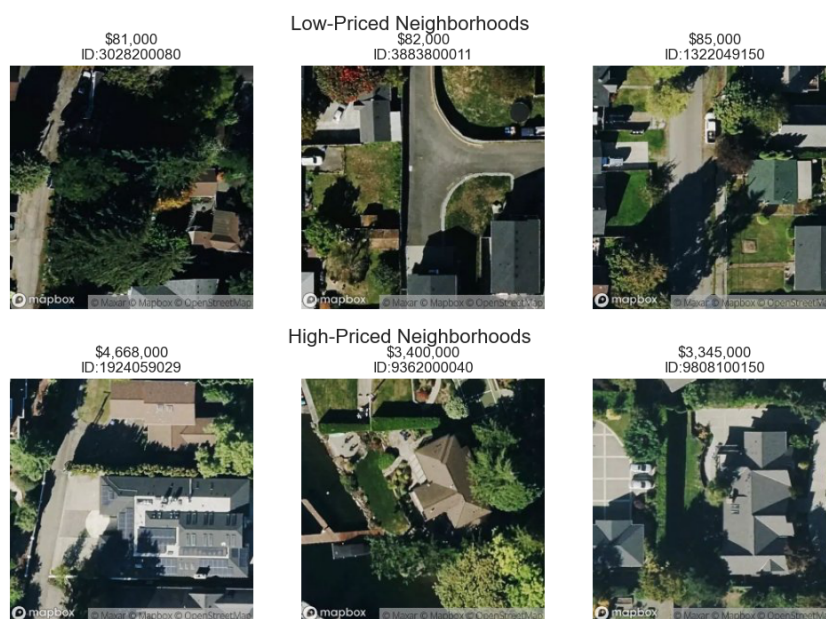 Low-Priced Neighborhoods
$81,000
ID:3028200080
$82,000
ID:3883800011
$85,000
ID:1322049150
mapbox
© Maxar © Mapbox © OpenStreetMap
mapbox
© Maxar © Mapbox © OpenStreetMap
mapbox
© Maxar © Mapbox © OpenStreetMap
High-Priced Neighborhoods
$4,668,000
ID:1924059029
$3,400,000
ID:9362000040
$3,345,000
ID:9808100150
mapbox
© Maxar © Mapbox © OpenStreetMap
mapbox
© Maxar © Mapbox © OpenStreetMap
mapbox
© Maxar © Mapbox © OpenStreetMap